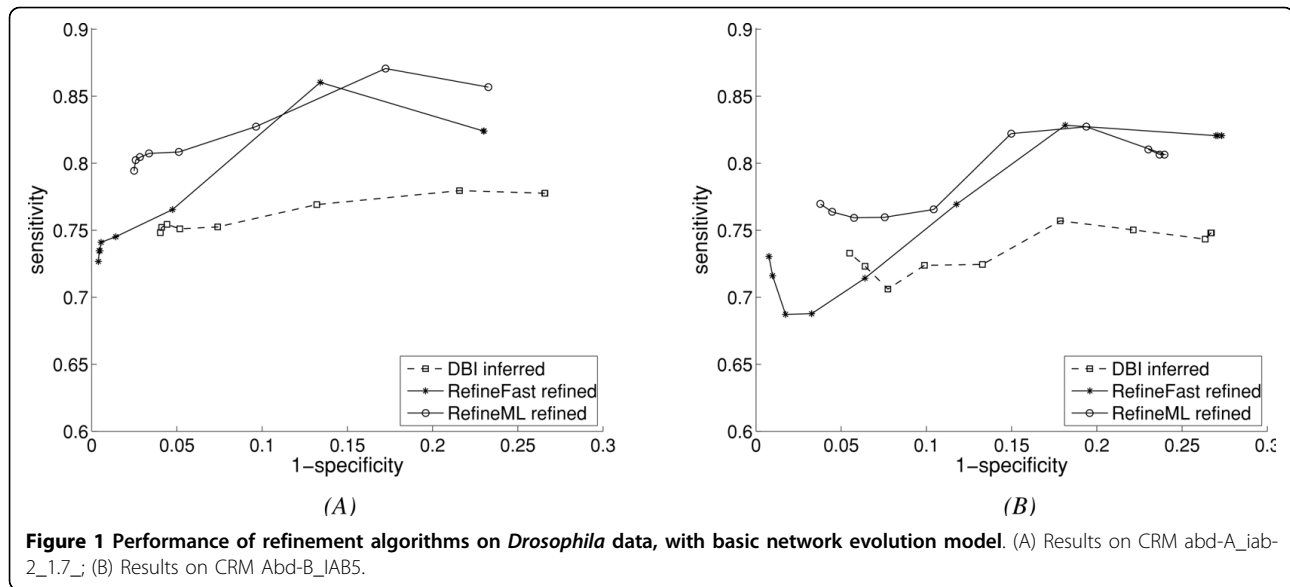 0.9
0.85
0.8
0.75
0.7
0.65
0.6
sensitivity
0
0.05
0.1
0.15
0.2
0.25
0.3
1−specificity
DBI inferred
RefineFast refined
RefineML refined
(A)
0.9
0.85
0.8
0.75
0.7
0.65
0.6
sensitivity
0
0.05
0.1
0.15
0.2
0.25
0.3
1−specificity
DBI inferred
RefineFast refined
RefineML refined
(B)
Figure 1 Performance of refinement algorithms on Drosophila data, with basic network evolution model. (A) Results on CRM abd-A_iab-
2_1.7_; (B) Results on CRM Abd-B_IAB5.